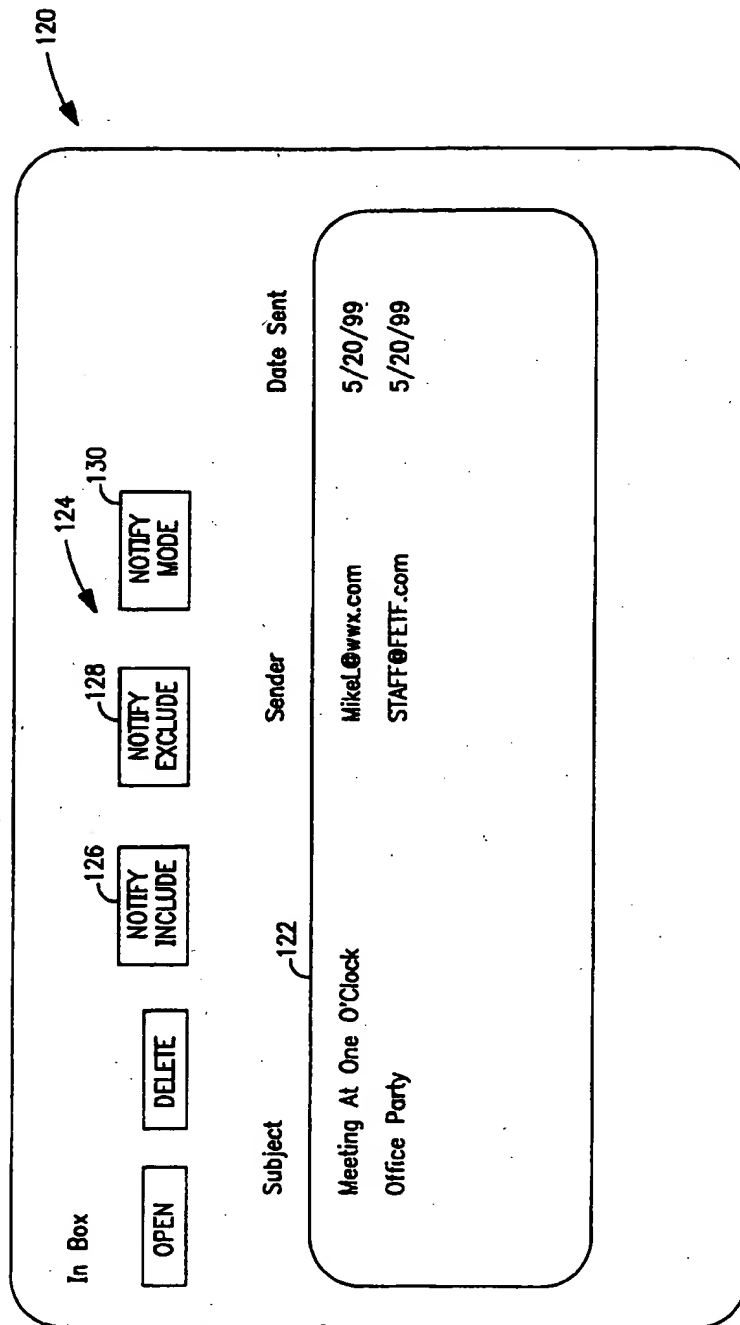 120
In Box
124
126
128
130
OPEN
DELETE
NOTIFY
INCLUDE
NOTIFY
EXCLUDE
NOTIFY
MODE
Subject
Sender
Date Sent
122
Meeting At One O'Clock
MikeL@wwx.com
5/20/99
Office Party
STAFF@FETF.com
5/20/99